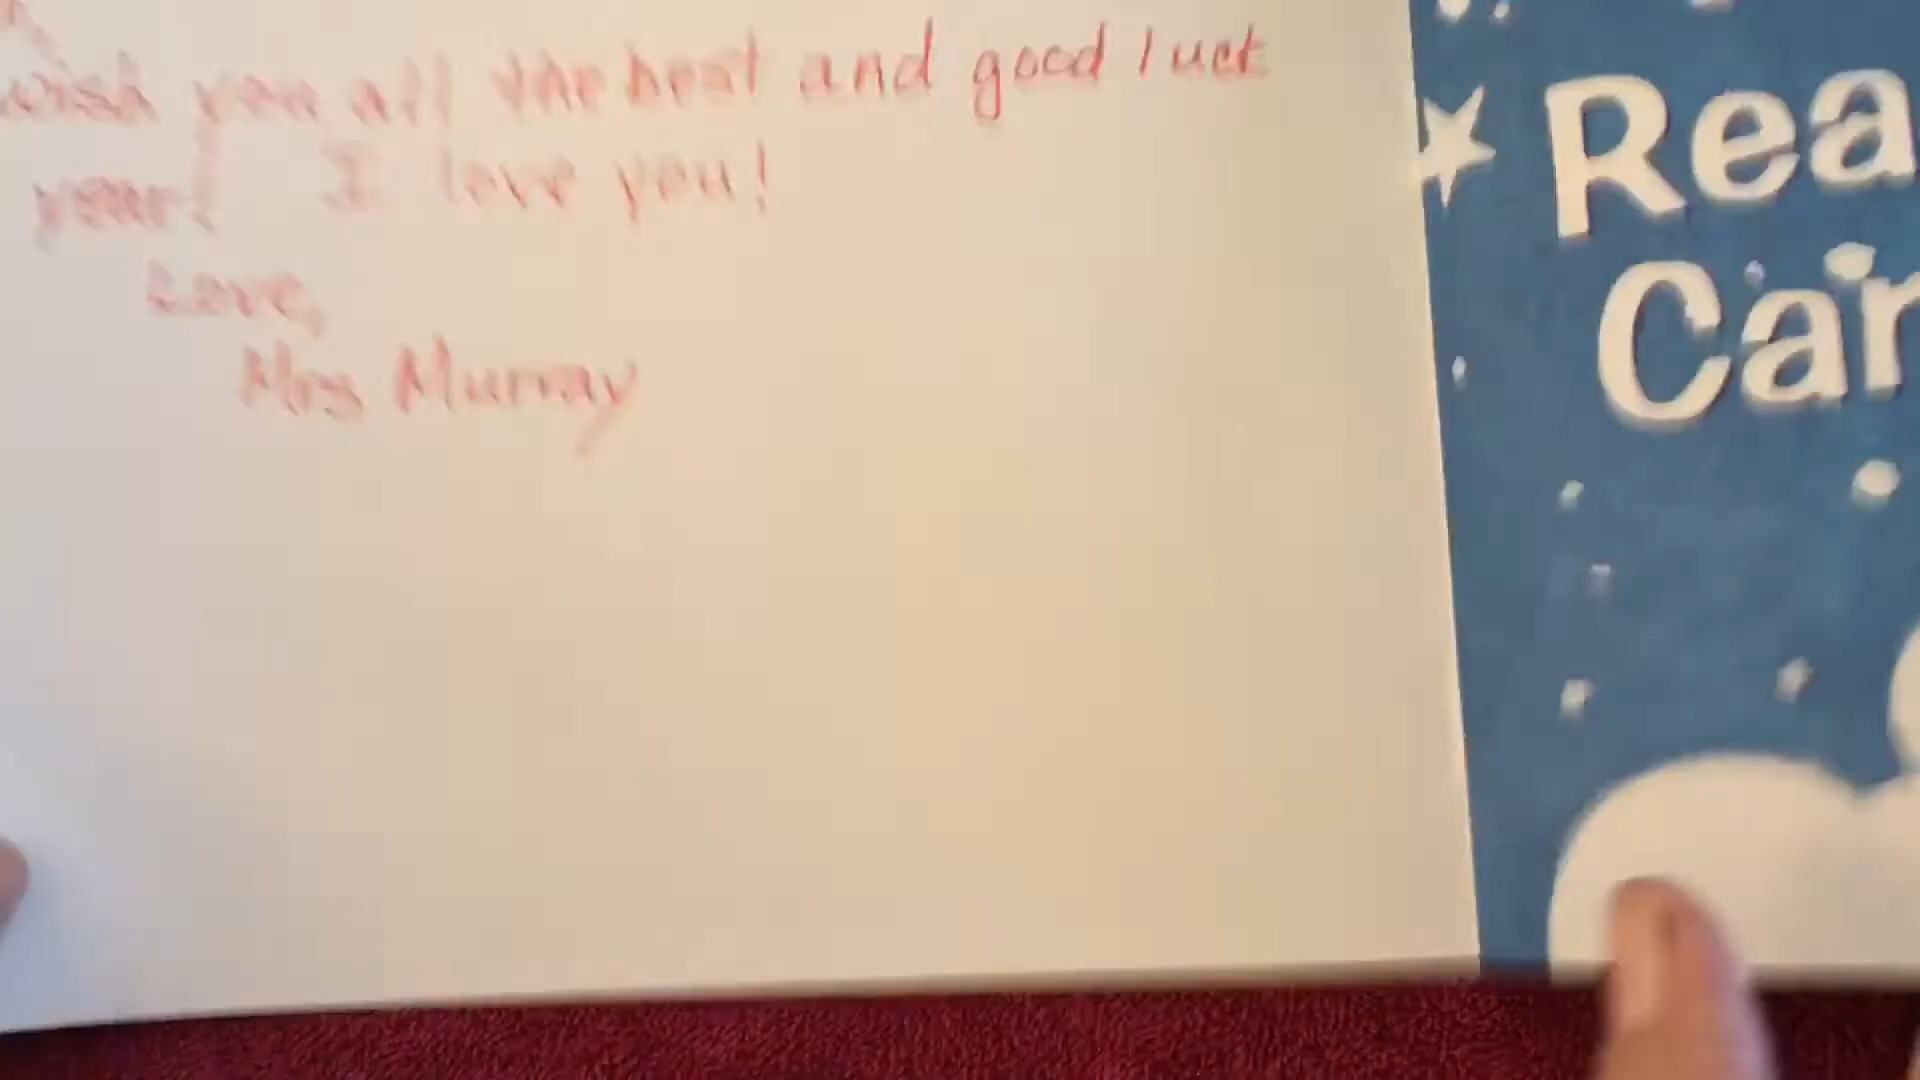 wish you all the best and good luck
year! I love you!
Love,
Mrs Murray
Rea
Car